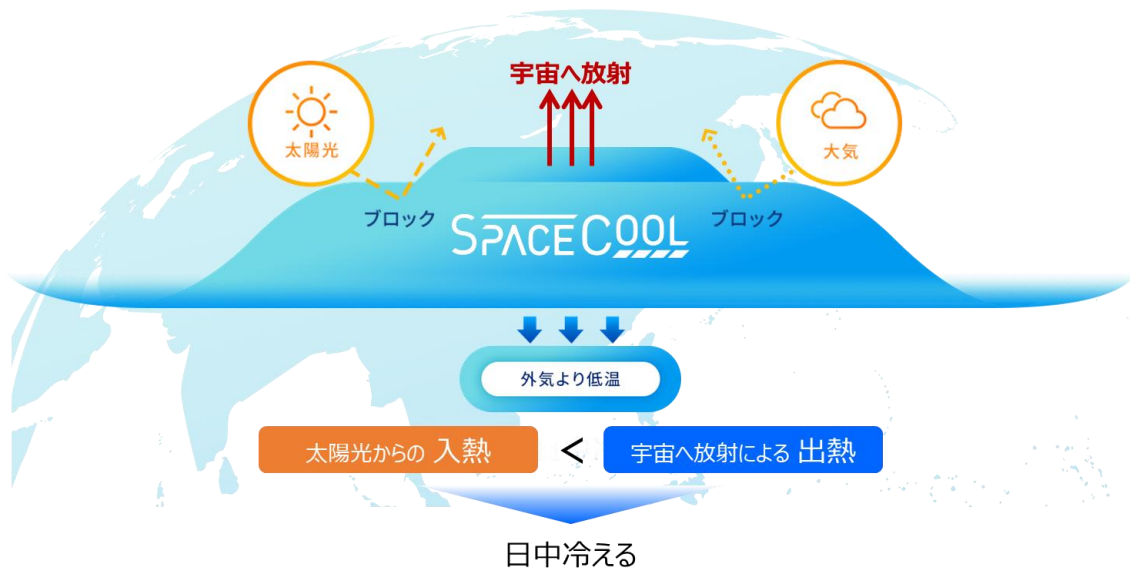 宇宙へ放射
太陽光
大気
ブロック
SPACECOOL
ブロック
外気より低温
太陽光からの 入熱
<
宇宙へ放射による 出熱
日中冷える